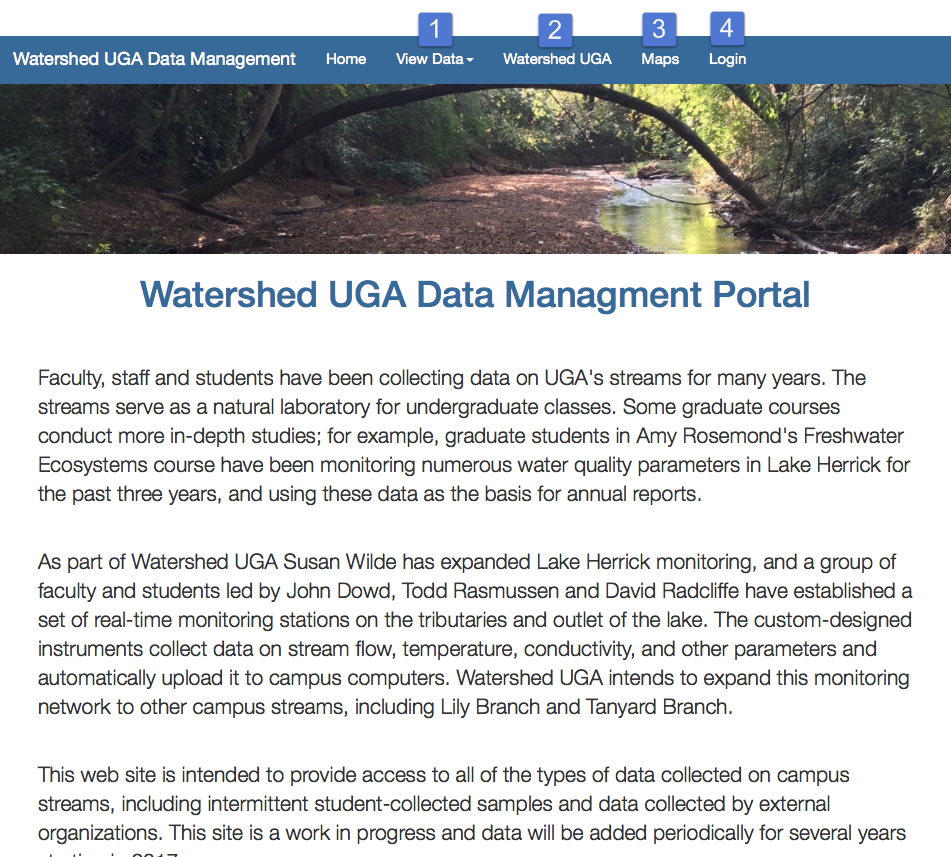 1 2 3 4
Watershed UGA Data Management Home View Data Watershed UGA Maps Login
Watershed UGA Data Managment Portal
Faculty, staff and students have been collecting data on UGA's streams for many years. The
streams serve as a natural laboratory for undergraduate classes. Some graduate courses
conduct more in-depth studies; for example, graduate students in Amy Rosemond's Freshwater
Ecosystems course have been monitoring numerous water quality parameters in Lake Herrick for
the past three years, and using these data as the basis for annual reports.
As part of Watershed UGA Susan Wilde has expanded Lake Herrick monitoring, and a group of
faculty and students led by John Dowd, Todd Rasmussen and David Radcliffe have established a
set of real-time monitoring stations on the tributaries and outlet of the lake. The custom-designed
instruments collect data on stream flow, temperature, conductivity, and other parameters and
automatically upload it to campus computers. Watershed UGA intends to expand this monitoring
network to other campus streams, including Lily Branch and Tanyard Branch.
This web site is intended to provide access to all of the types of data collected on campus
streams, including intermittent student-collected samples and data collected by external
organizations. This site is a work in progress and data will be added periodically for several years